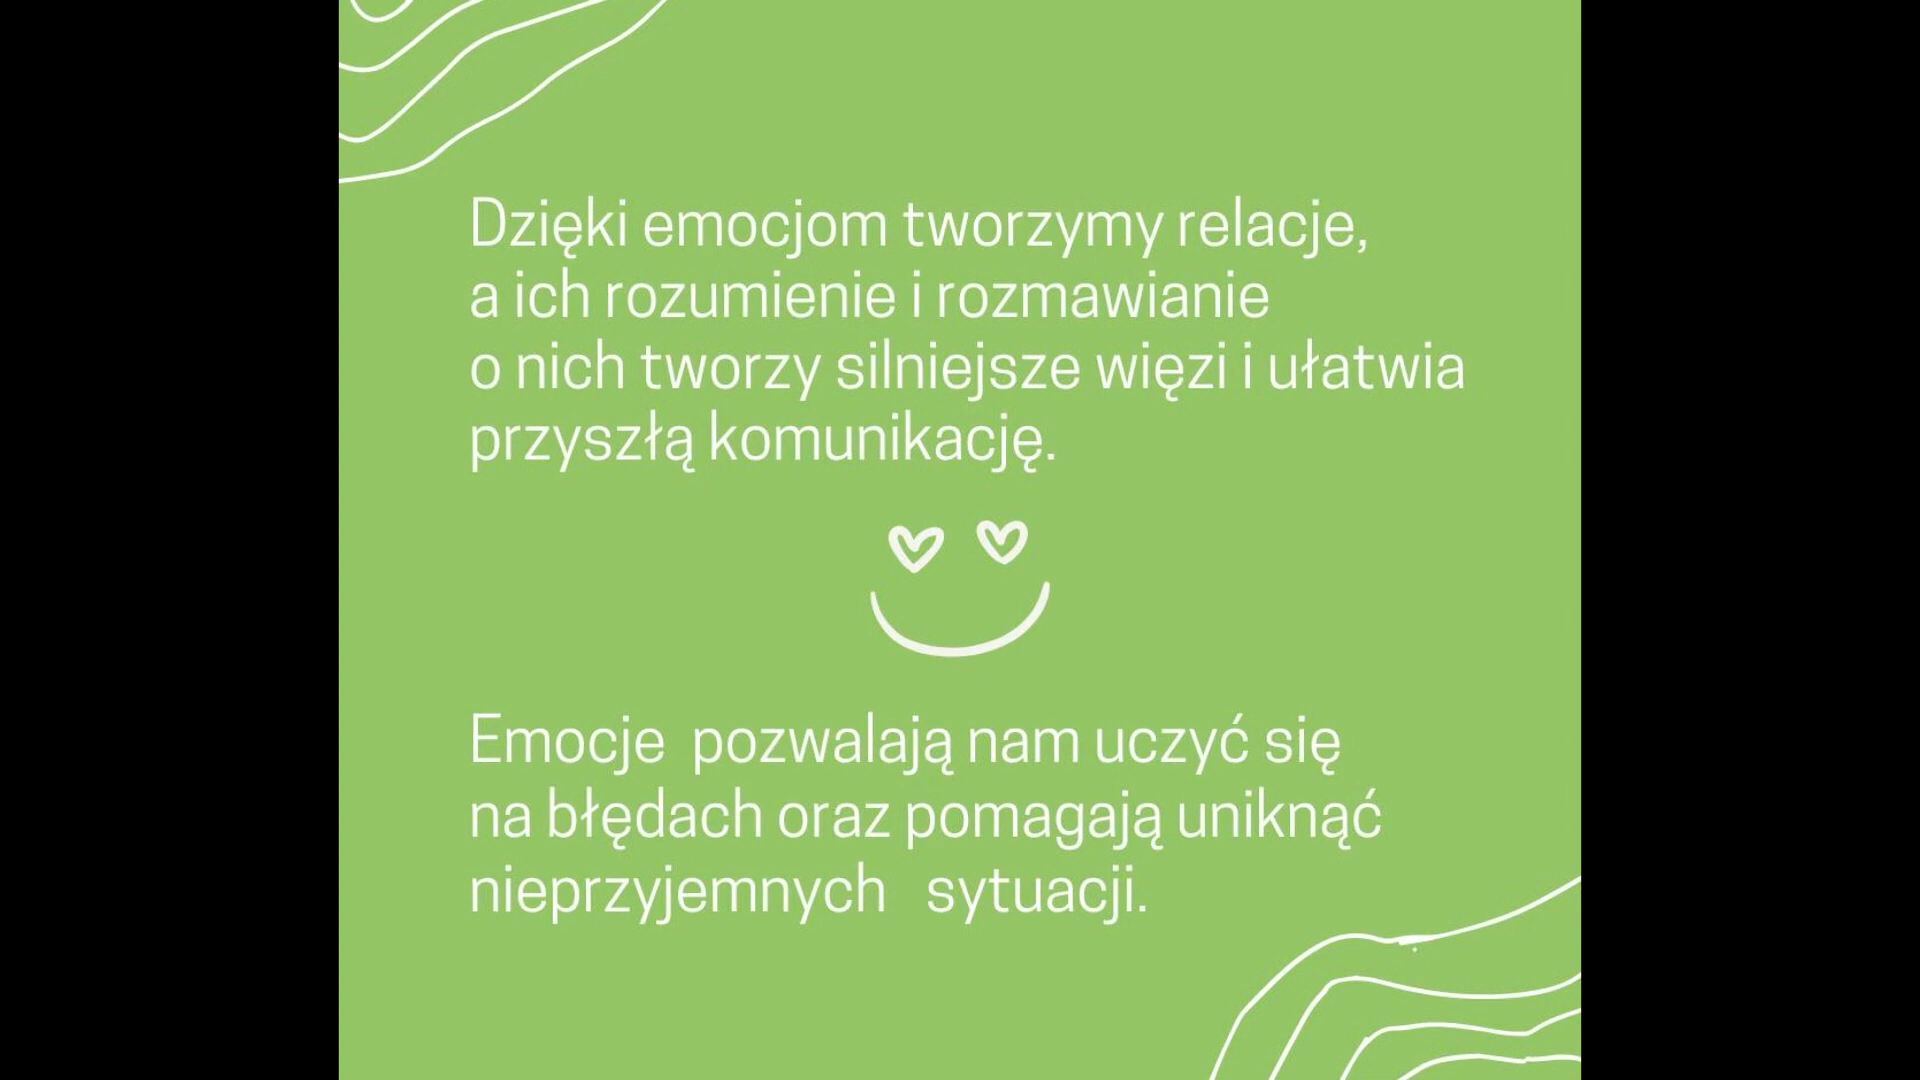 Dzięki emocjom tworzymy relacje,
a ich rozumienie i rozmawianie
o nich tworzy silniejsze więzi i ułatwia
przyszłą komunikację.
Emocje pozwalają nam uczyć się
na błędach oraz pomagają uniknąć
nieprzyjemnych sytuacji.